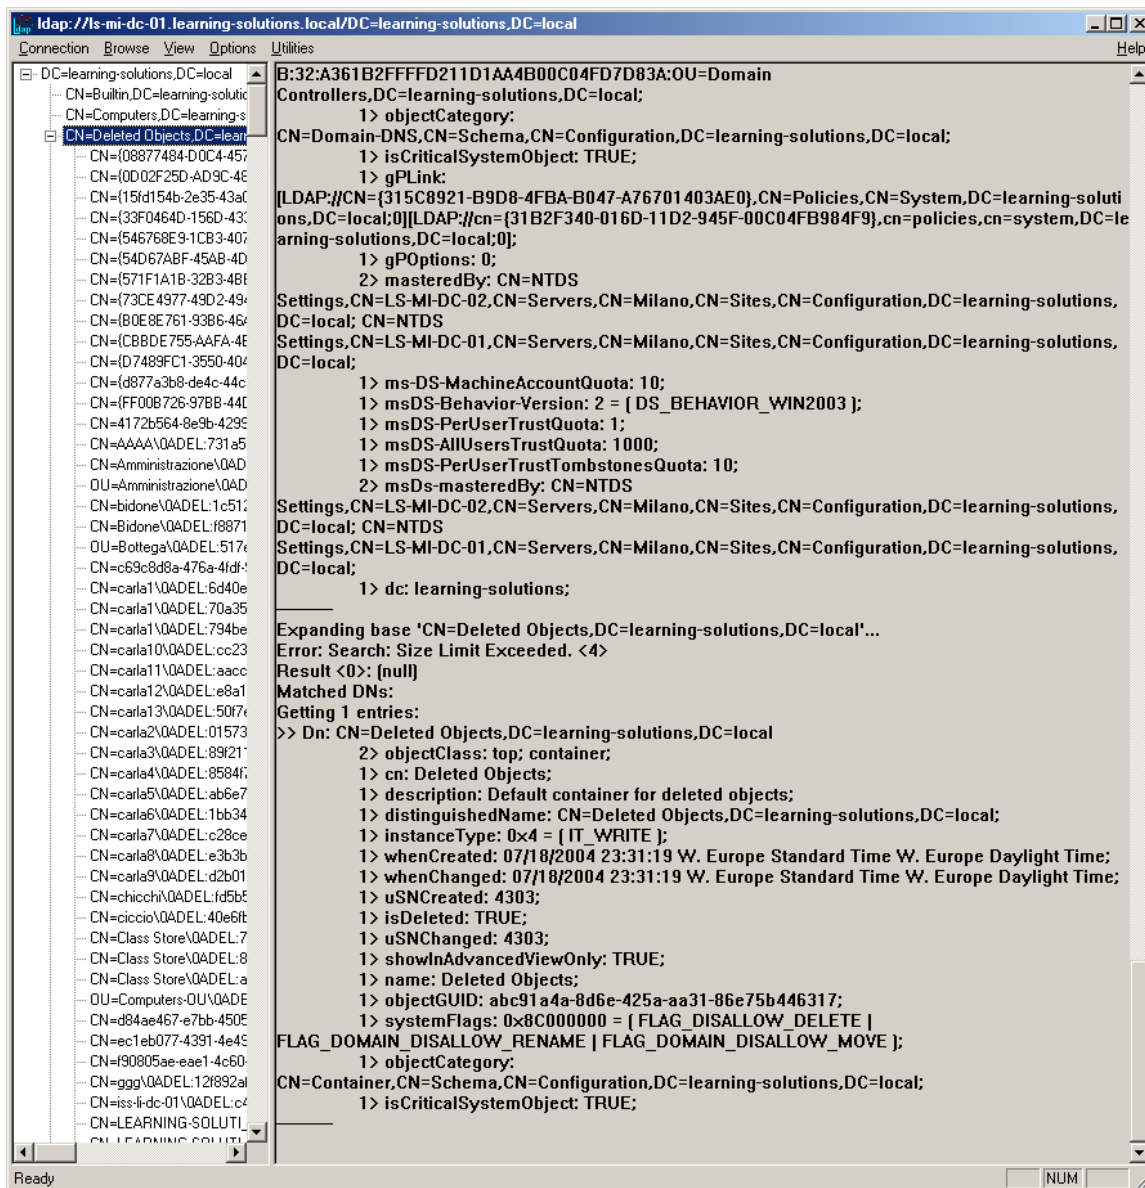 ldap://ls-mi-dc-01.learning-solutions.local/DC=learning-solutions,DC=local
Connection Browse View Options Utilities Help
DC=learning-solutions,DC=local
CN=Builtin,DC=learning-solutic
CN=Computers,DC=learning-s
CN=Deleted Objects,DC=learn
CN={08877484-D0C4-457
CN={0D02F25D-AD9C-48
CN={15fd154b-2e35-43a0
CN={33F0464D-156D-433
CN={546768E9-1CB3-407
CN={54D67ABF-45AB-4D
CN={571F1A1B-32B3-4BE
CN={73CE4977-49D2-494
CN={B0E8E761-93B6-46A
CN={CBBDE755-AAFA-4E
CN={D7489FC1-3550-404
CN={d877a3b8-de4c-44c
CN={FF00B726-97BB-44D
CN=4172b564-8e9b-4299
CN=AAAA\0ADEL:731a5
CN=Amministrazione\0AD
OU=Amministrazione\0AD
CN=bidone\0ADEL:1c512
CN=Bidone\0ADEL:f8871
OU=Bottega\0ADEL:517e
CN=c69c8d8a-476a-4fdf-9
CN=carla1\0ADEL:6d40e
CN=carla1\0ADEL:70a35
CN=carla1\0ADEL:794be
CN=carla10\0ADEL:cc23
CN=carla11\0ADEL:aacc
CN=carla12\0ADEL:e8a1
CN=carla13\0ADEL:50f7e
CN=carla2\0ADEL:01573
CN=carla3\0ADEL:89f21
CN=carla4\0ADEL:8584f7
CN=carla5\0ADEL:ab6e7
CN=carla6\0ADEL:1bb34
CN=carla7\0ADEL:c28ce
CN=carla8\0ADEL:e3b3b
CN=carla9\0ADEL:d2b01
CN=chicchi\0ADEL:fd5b5
CN=ciccio\0ADEL:40e6fb
CN=Class Store\0ADEL:7
CN=Class Store\0ADEL:8
CN=Class Store\0ADEL:a
OU=Computers-OU\0ADE
CN=d84ae467-e7bb-4505
CN=ec1eb077-4391-4e49
CN=f90805ae-eae1-4c60-
CN=ggg\0ADEL:12f892a
CN=iss-li-dc-01\0ADEL:c4
CN=LEARNING-SOLUTI_
B:32:A361B2FFFFD211D1AA4B00C04FD7D83A:OU=Domain
Controllers,DC=learning-solutions,DC=local;
1> objectCategory:
CN=Domain-DNS,CN=Schema,CN=Configuration,DC=learning-solutions,DC=local;
1> isCriticalSystemObject: TRUE;
1> gPLink:
[LDAP://CN={315C8921-B9D8-4FBA-B047-A76701403AE0},CN=Policies,CN=System,DC=learning-soluti
ons,DC=local;0][LDAP://cn={31B2F340-016D-11D2-945F-00C04FB984F9},cn=policies,cn=system,DC=le
arning-solutions,DC=local;0];
1> gPOptions: 0;
2> masteredBy: CN=NTDS
Settings,CN=LS-MI-DC-02,CN=Servers,CN=Milano,CN=Sites,CN=Configuration,DC=learning-solutions,
DC=local; CN=NTDS
Settings,CN=LS-MI-DC-01,CN=Servers,CN=Milano,CN=Sites,CN=Configuration,DC=learning-solutions,
DC=local;
1> ms-DS-MachineAccountQuota: 10;
1> msDS-Behavior-Version: 2 = ( DS_BEHAVIOR_WIN2003 );
1> msDS-PerUserTrustQuota: 1;
1> msDS-AllUsersTrustQuota: 1000;
1> msDS-PerUserTrustTombstonesQuota: 10;
2> msDs-masteredBy: CN=NTDS
Settings,CN=LS-MI-DC-02,CN=Servers,CN=Milano,CN=Sites,CN=Configuration,DC=learning-solutions,
DC=local; CN=NTDS
Settings,CN=LS-MI-DC-01,CN=Servers,CN=Milano,CN=Sites,CN=Configuration,DC=learning-solutions,
DC=local;
1> dc: learning-solutions;
Expanding base 'CN=Deleted Objects,DC=learning-solutions,DC=local'...
Error: Search: Size Limit Exceeded. <4>
Result <0>: (null)
Matched DNs:
Getting 1 entries:
>> Dn: CN=Deleted Objects,DC=learning-solutions,DC=local
2> objectClass: top; container;
1> cn: Deleted Objects;
1> description: Default container for deleted objects;
1> distinguishedName: CN=Deleted Objects,DC=learning-solutions,DC=local;
1> instanceType: 0x4 = ( IT_WRITE );
1> whenCreated: 07/18/2004 23:31:19 W. Europe Standard Time W. Europe Daylight Time;
1> whenChanged: 07/18/2004 23:31:19 W. Europe Standard Time W. Europe Daylight Time;
1> uSNCreated: 4303;
1> isDeleted: TRUE;
1> uSNChanged: 4303;
1> showInAdvancedViewOnly: TRUE;
1> name: Deleted Objects;
1> objectGUID: abc91a4a-8d6e-425a-aa31-86e75b446317;
1> systemFlags: 0x8C000000 = ( FLAG_DISALLOW_DELETE |
FLAG_DOMAIN_DISALLOW_RENAME | FLAG_DOMAIN_DISALLOW_MOVE );
1> objectCategory:
CN=Container,CN=Schema,CN=Configuration,DC=learning-solutions,DC=local;
1> isCriticalSystemObject: TRUE;
Ready NUM